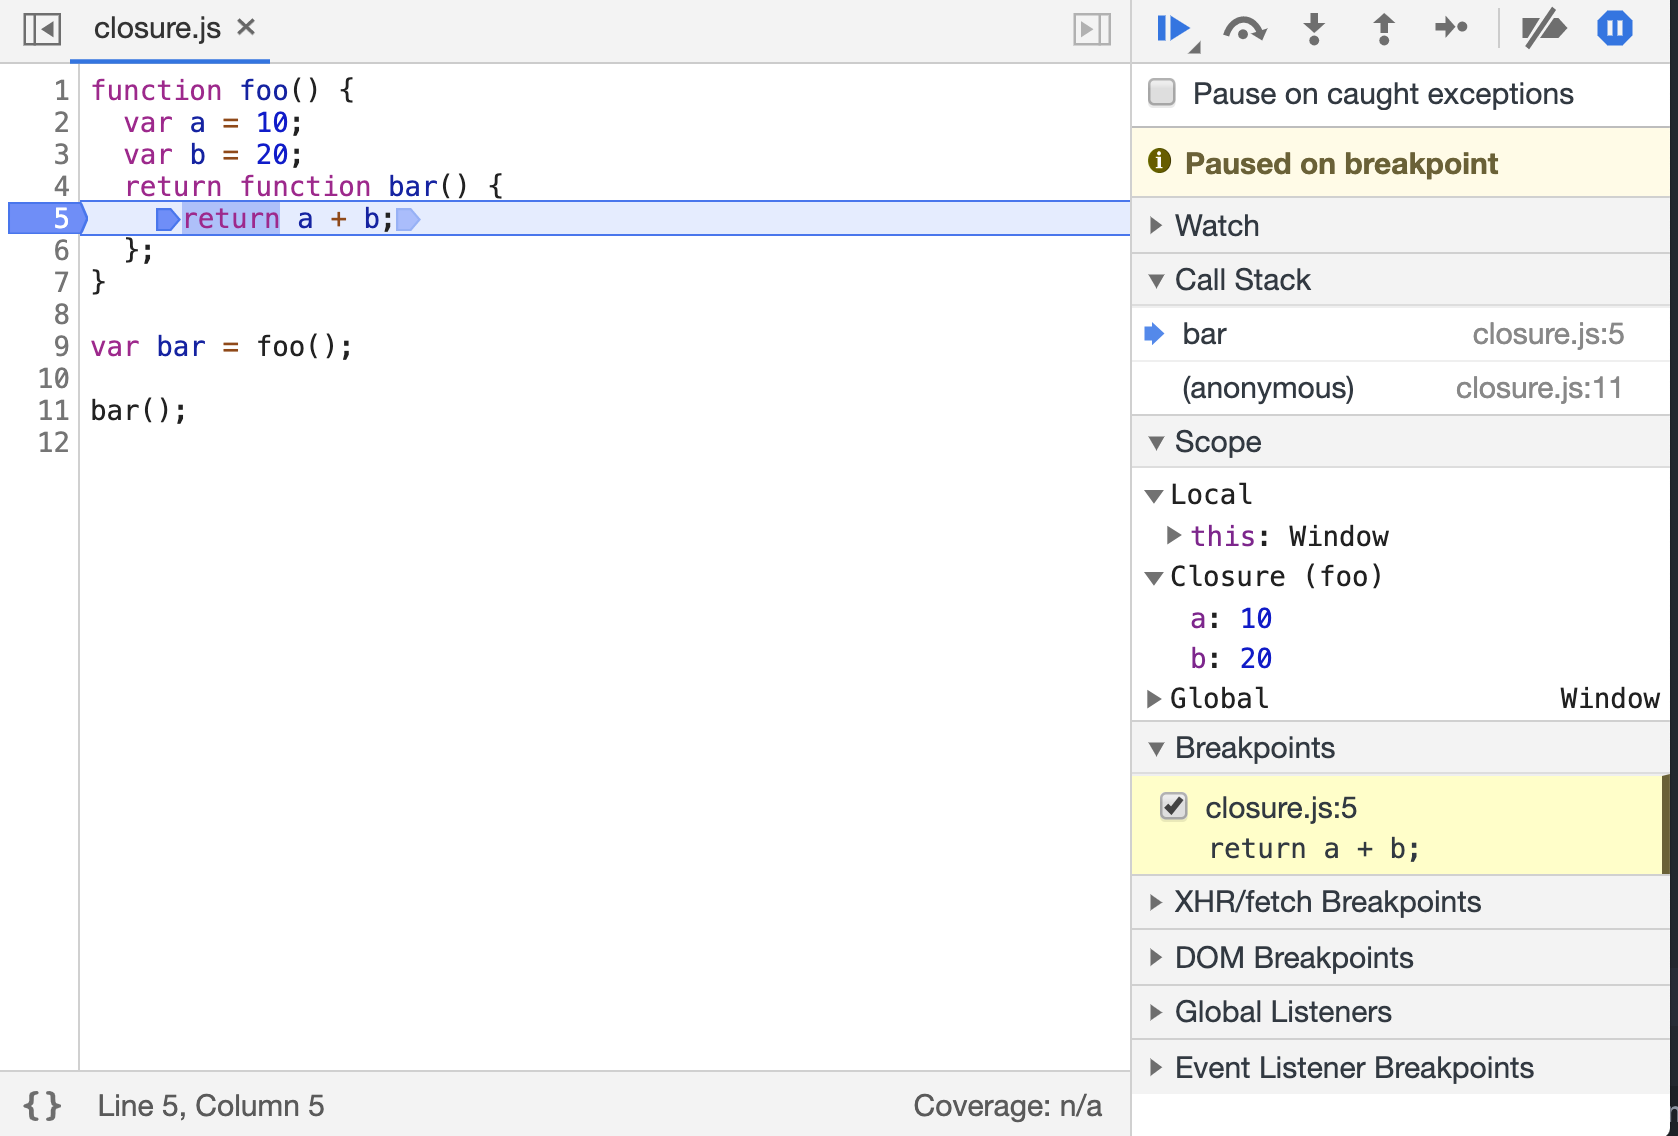 closure.js ×
1 function foo() {
2   var a = 10;
3   var b = 20;
4   return function bar() {
5     return a + b;
6   };
7 }
8
9 var bar = foo();
10
11 bar();
12
{} Line 5, Column 5
Coverage: n/a
Pause on caught exceptions
Paused on breakpoint
Watch
Call Stack
bar closure.js:5
(anonymous) closure.js:11
Scope
Local
this: Window
Closure (foo)
a: 10
b: 20
Global Window
Breakpoints
closure.js:5
return a + b;
XHR/fetch Breakpoints
DOM Breakpoints
Global Listeners
Event Listener Breakpoints